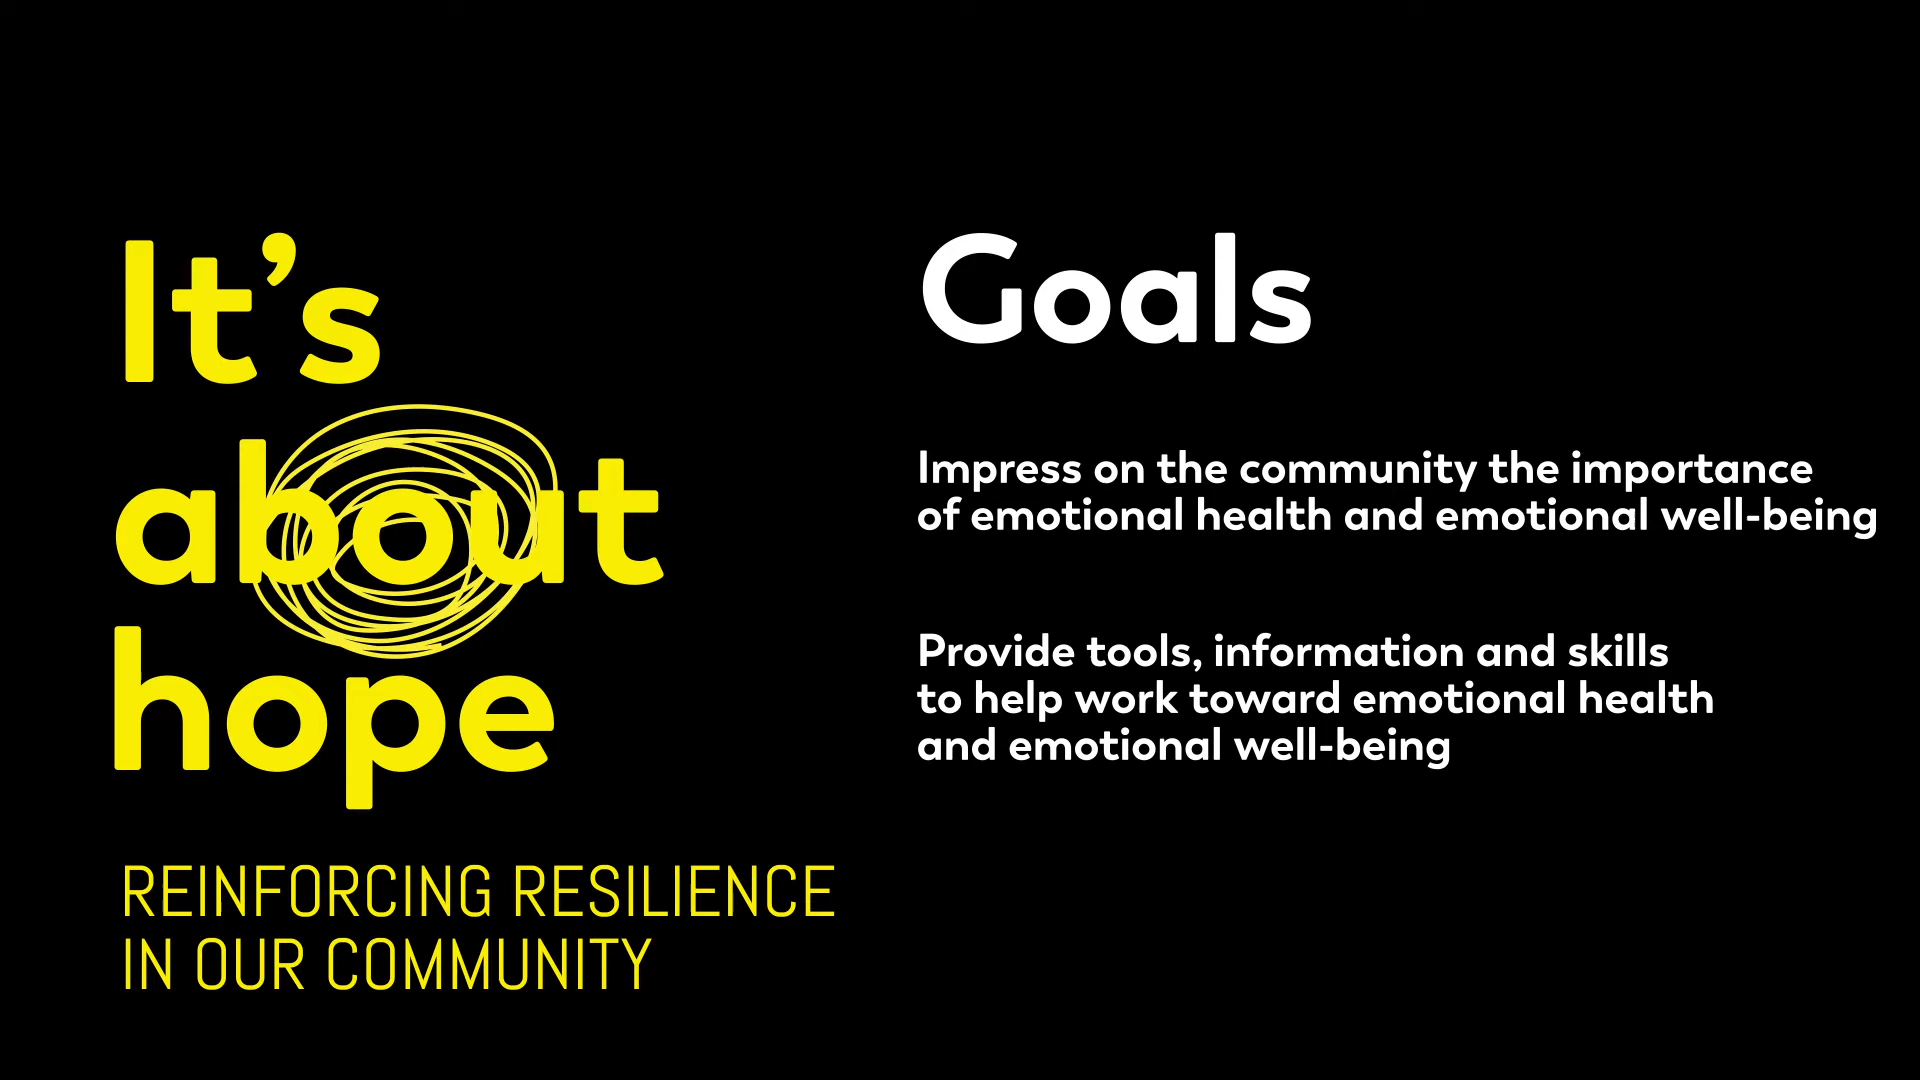 It’s
about
hope
REINFORCING RESILIENCE
IN OUR COMMUNITY
Goals
Impress on the community the importance
of emotional health and emotional well-being
Provide tools, information and skills
to help work toward emotional health
and emotional well-being